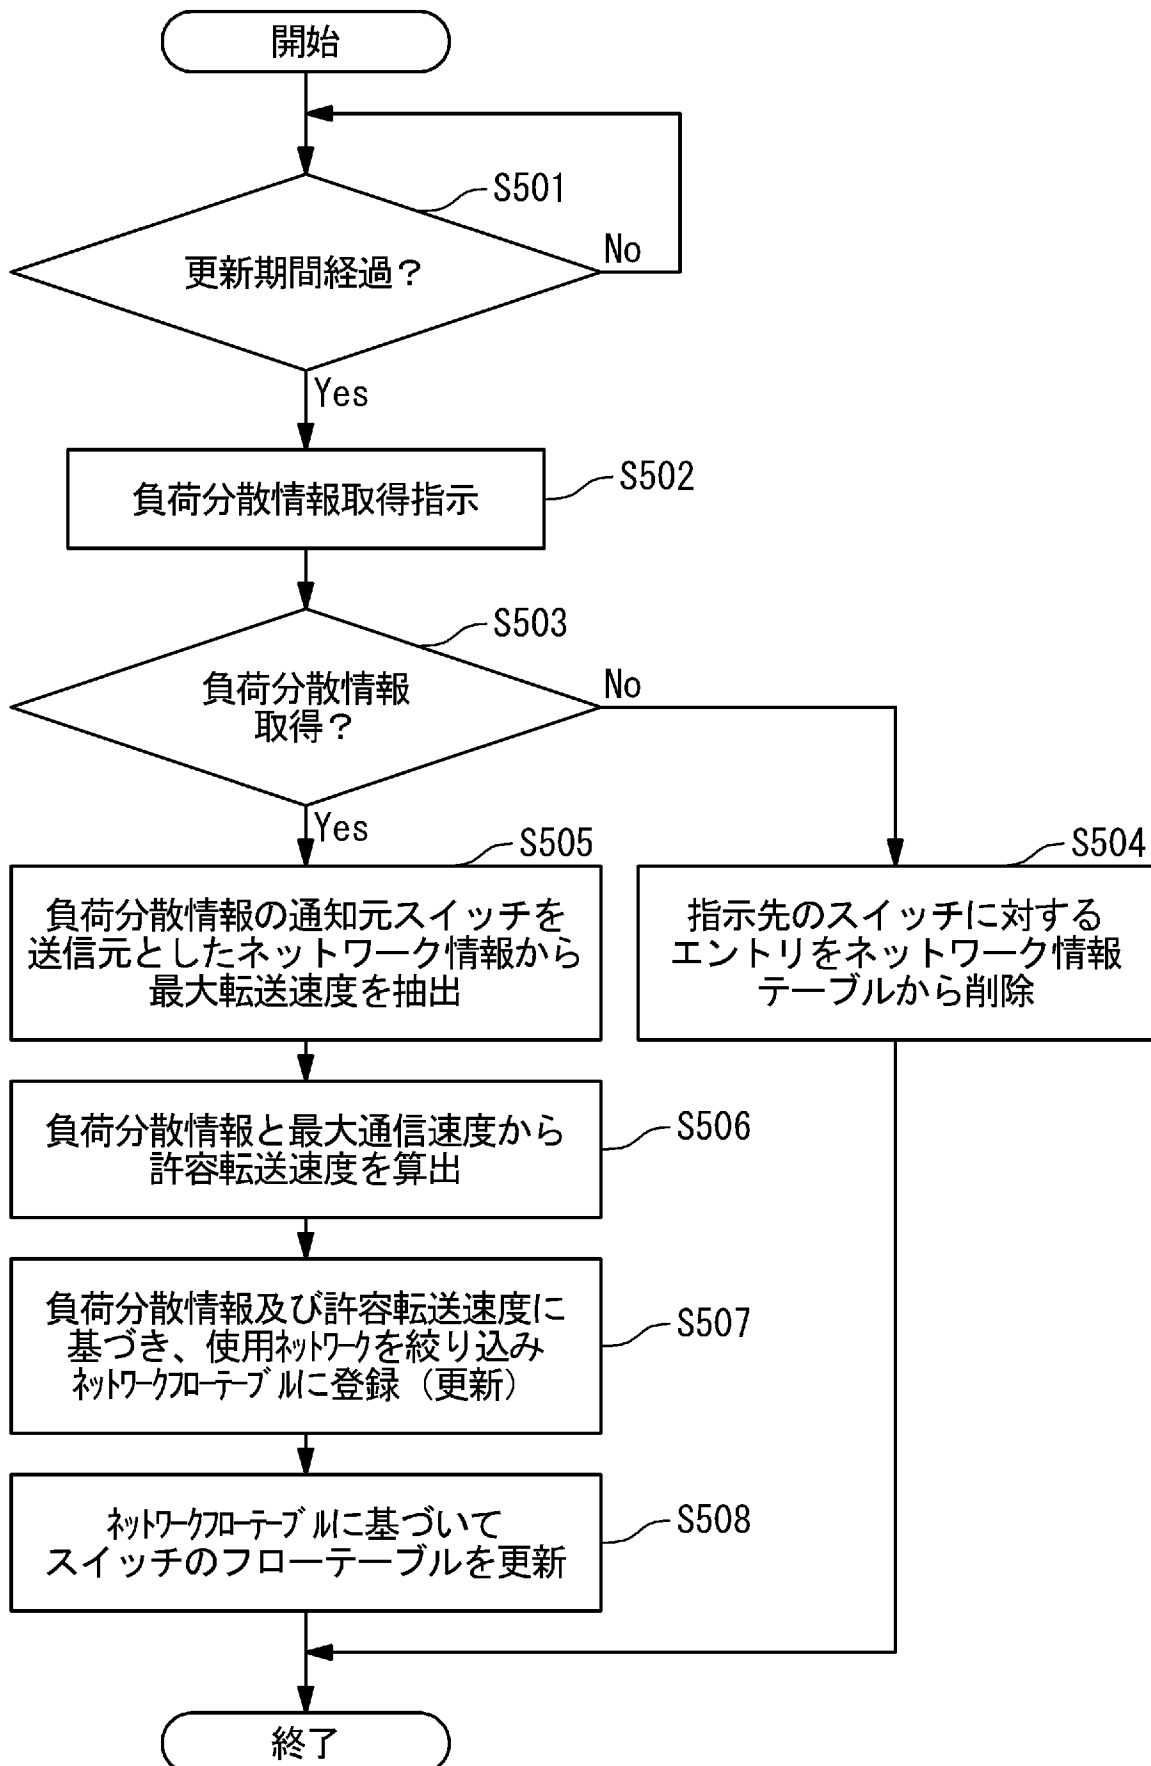 開始
S501
更新期間経過？
No
Yes
S502
負荷分散情報取得指示
S503
負荷分散情報
取得？
No
Yes
S505
負荷分散情報の通知元スイッチを
送信元としたネットワーク情報から
最大転送速度を抽出
S504
指示先のスイッチに対する
エントリをネットワーク情報
テーブルから削除
S506
負荷分散情報と最大通信速度から
許容転送速度を算出
S507
負荷分散情報及び許容転送速度に
基づき、使用ﾈｯﾄﾜｰｸを絞り込み
ﾈｯﾄﾜｰｸﾌﾛｰﾃｰﾌﾞﾙに登録（更新）
S508
ﾈｯﾄﾜｰｸﾌﾛｰﾃｰﾌﾞﾙに基づいて
スイッチのフローテーブルを更新
終了